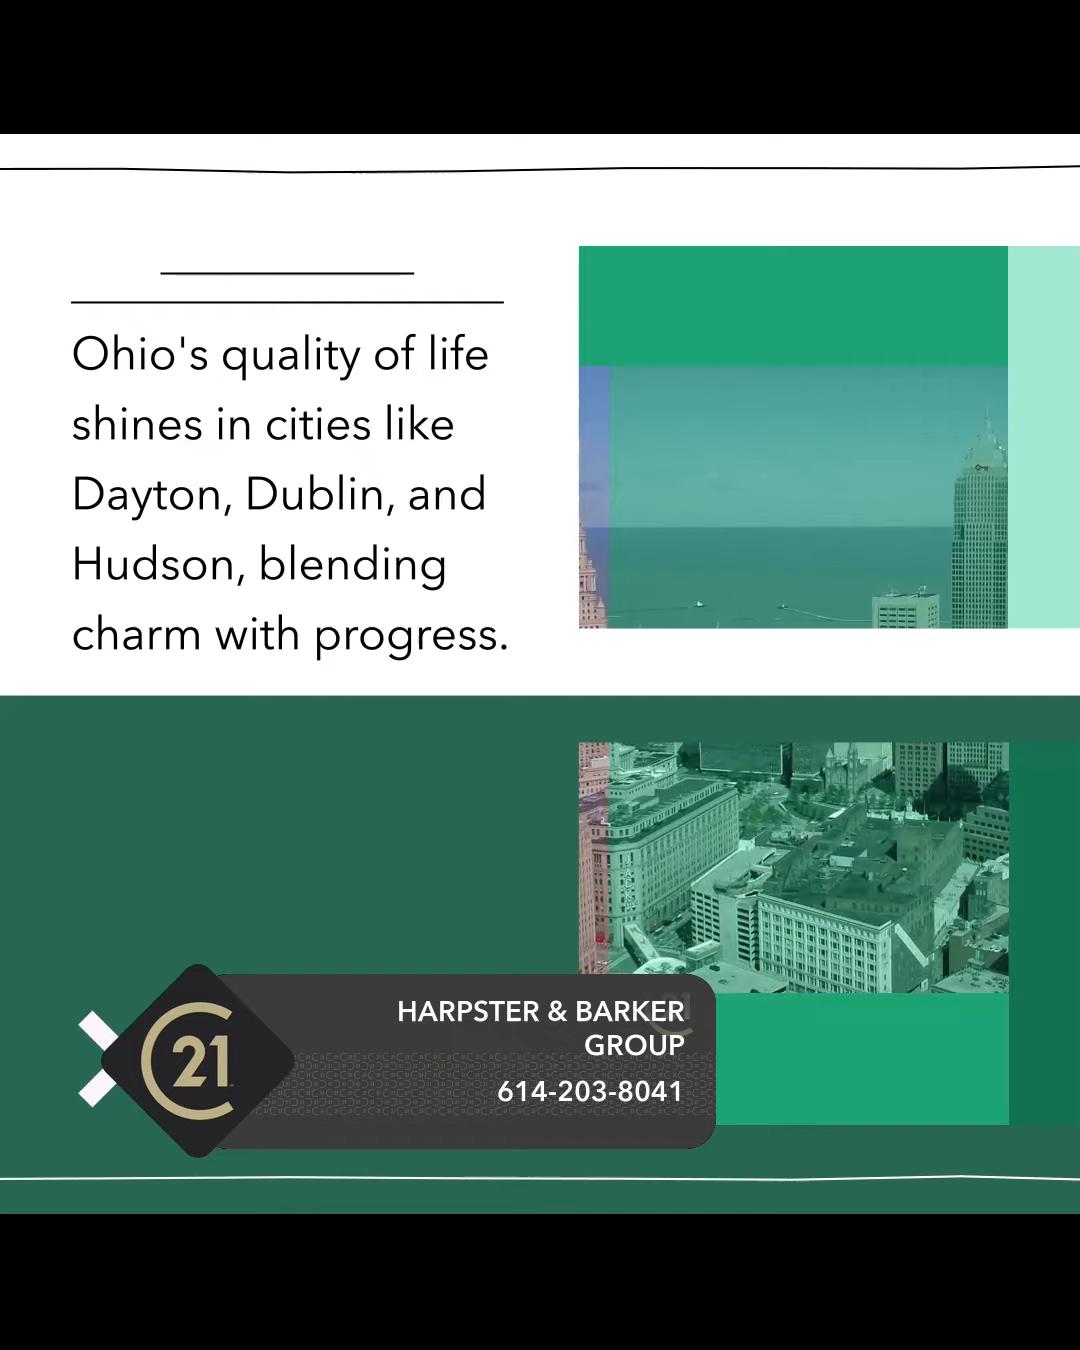 Ohio's quality of life
shines in cities like
Dayton, Dublin, and
Hudson, blending
charm with progress.
21
HARPSTER & BARKER
GROUP
614-203-8041